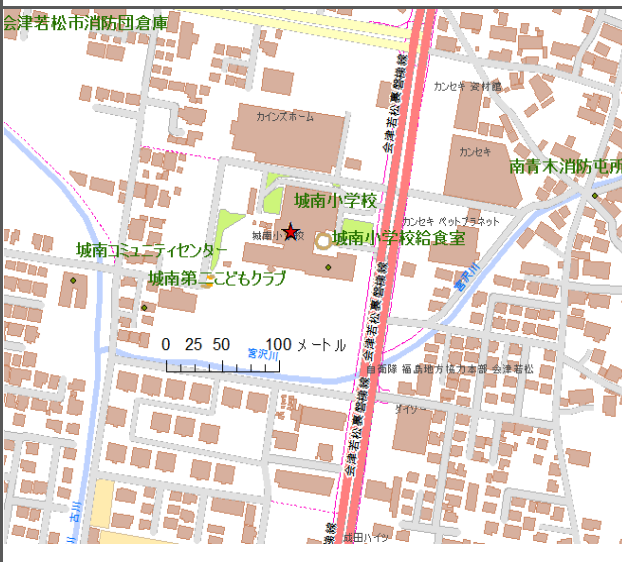 会津若松市消防団倉庫
会津若松裏磐梯線
カンセキ 資材館
カインズホーム
カンセキ
南青木消防屯所
城南小学校
カンセキ ペットプラネット
城南小学校
城南小学校給食室
城南コミュニティセンター
城南第二こどもクラブ
宮沢川
会津若松裏磐梯線
0 25 50 100 メートル
宮沢川
自衛隊 福島地方協力本部 会津若松
ダイソー
会津若松裏磐梯線
古川
梯線
成田ハイツ